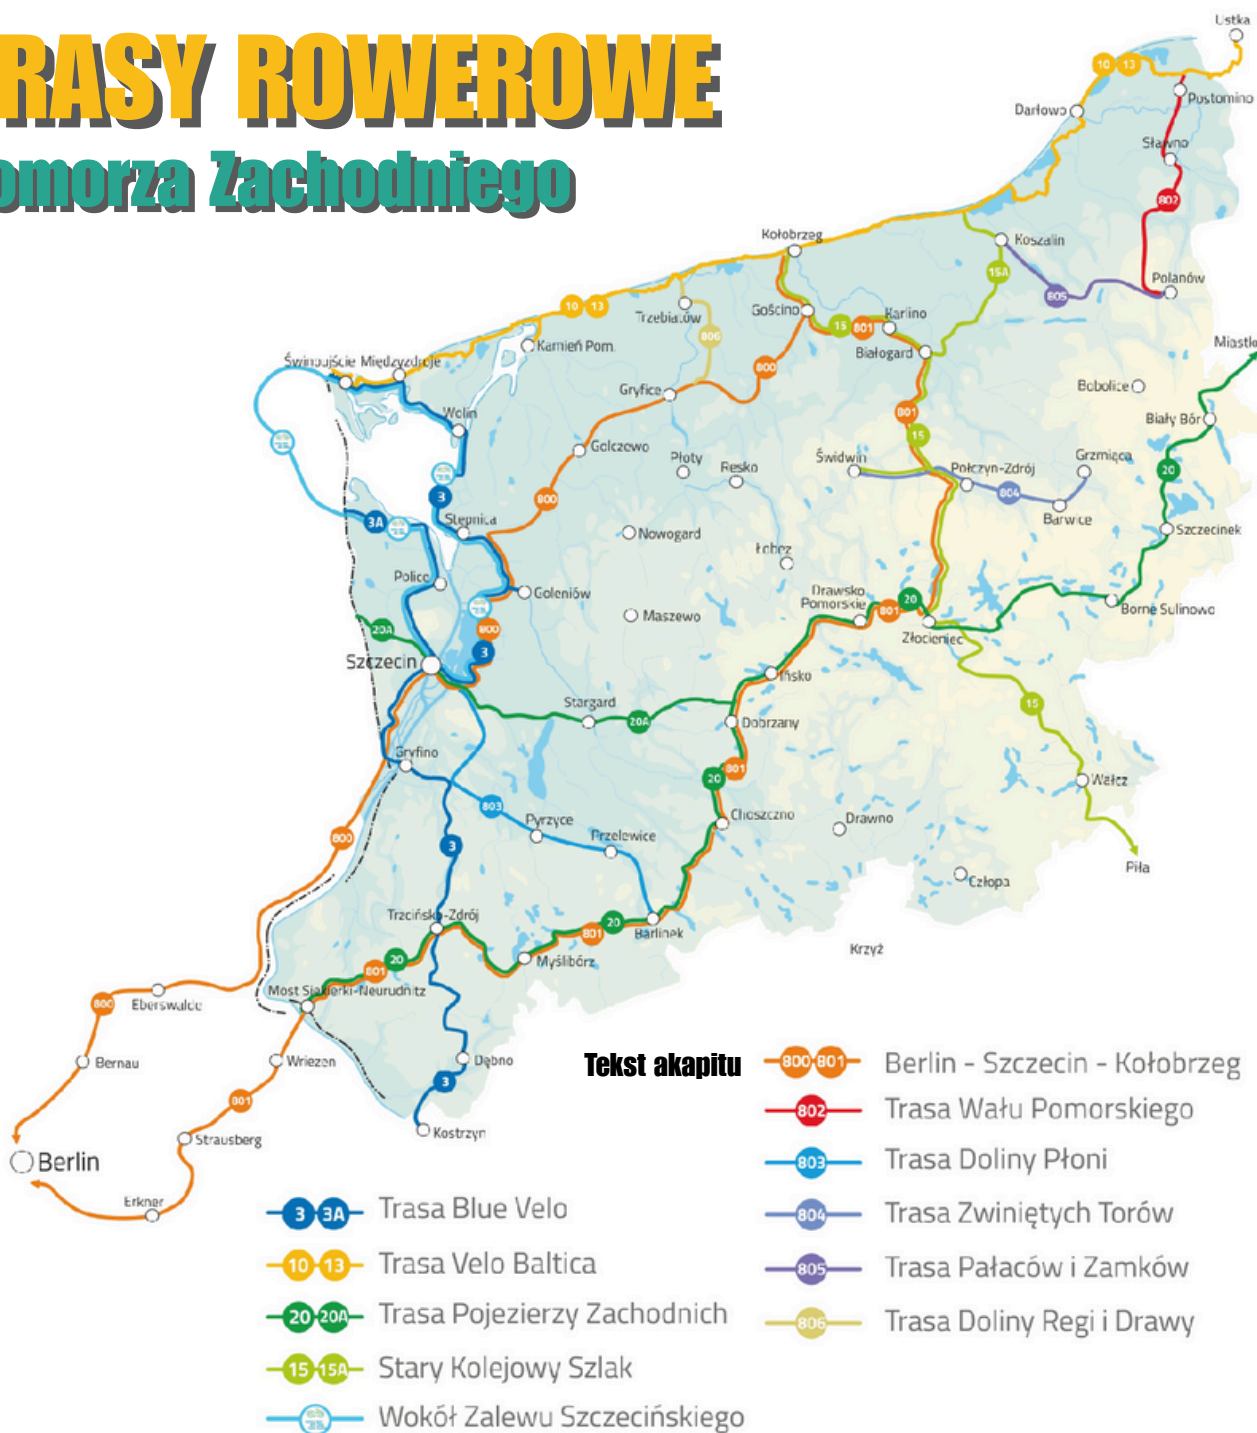 RASY ROWEROWE
omorza Zachodniego
Ustka
10 13
Postomino
Darłowo
Sławno
802
Kołobrzeg
Koszalin
15A
Polanów
805
10 13
Trzebiatów
Gościno
Karlino
15 801
Kamień Pom.
806
Białogard
Miastko
Świnoujście Międzyzdroje
800
Bobolice
Gryfice
801
Biały Bór
Wolin
15
Golczewo
Płoty
Resko
Świdwin
Połczyn-Zdrój
Grzmiąca
20
3
800
804
Barwice
3A
Stepnica
Nowogard
Szczecinek
Łobez
Police
Goleniów
Drawsko
Pomorskie
20
801
Borne Sulinowo
Maszewo
20A
800
Złocieniec
3
Szczecin
Ińsko
Stargard
15
20A
Dobrzany
Gryfino
801
20
Wałcz
803
Pyrzyce
Choszczno
Drawno
800
3
Przelewice
Piła
Człopa
Trzcińsko-Zdrój
20
801
Barlinek
Krzyż
20
801
Myślibórz
Most Siekierki-Neurudnitz
800
Eberswalde
Bernau
Wriezen
Dębno
3
801
Strausberg
Kostrzyn
Berlin
Erkner
Tekst akapitu
800 801 Berlin - Szczecin - Kołobrzeg
802 Trasa Wału Pomorskiego
803 Trasa Doliny Płoni
804 Trasa Zwiniętych Torów
805 Trasa Pałaców i Zamków
806 Trasa Doliny Regi i Drawy
3 3A Trasa Blue Velo
10 13 Trasa Velo Baltica
20 20A Trasa Pojezierzy Zachodnich
15 15A Stary Kolejowy Szlak
Wokół Zalewu Szczecińskiego